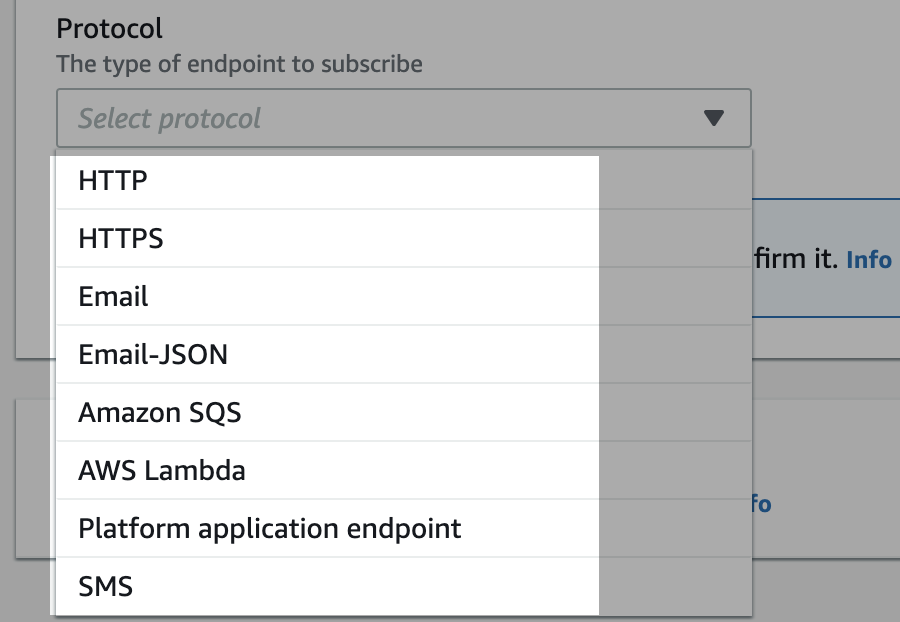 Protocol
The type of endpoint to subscribe
Select protocol
HTTP
HTTPS
firm it. Info
Email
Email-JSON
Amazon SQS
AWS Lambda
fo
Platform application endpoint
SMS